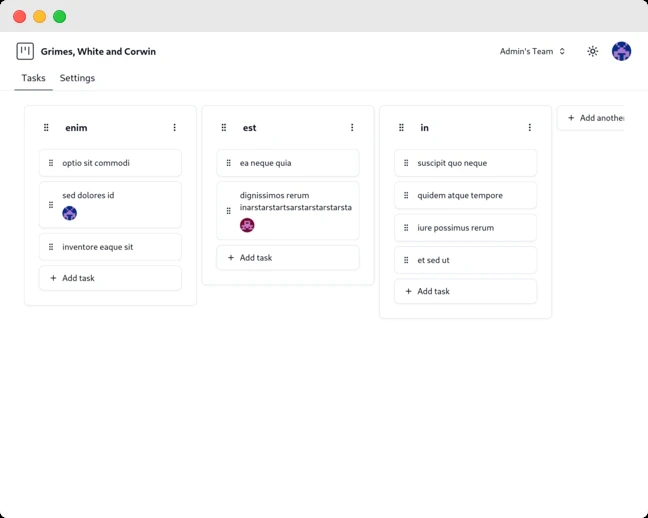 Grimes, White and Corwin
Admin's Team
Tasks
Settings
enim
optio sit commodi
sed dolores id
inventore eaque sit
+ Add task
est
ea neque quia
dignissimos rerum
inarstarstartsarstarstarstarsta
+ Add task
in
suscipit quo neque
quidem atque tempore
iure possimus rerum
et sed ut
+ Add task
+ Add another